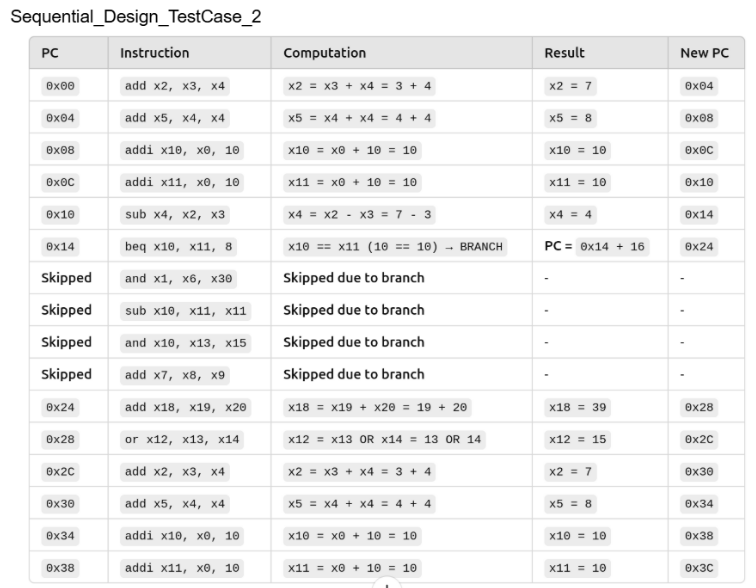 Sequential_Design_TestCase_2
PC Instruction Computation Result New PC
0x00 add x2, x3, x4 x2 = x3 + x4 = 3 + 4 x2 = 7 0x04
0x04 add x5, x4, x4 x5 = x4 + x4 = 4 + 4 x5 = 8 0x08
0x08 addi x10, x0, 10 x10 = x0 + 10 = 10 x10 = 10 0x0C
0x0C addi x11, x0, 10 x11 = x0 + 10 = 10 x11 = 10 0x10
0x10 sub x4, x2, x3 x4 = x2 - x3 = 7 - 3 x4 = 4 0x14
0x14 beq x10, x11, 8 x10 == x11 (10 == 10) → BRANCH PC = 0x14 + 16 0x24
Skipped and x1, x6, x30 Skipped due to branch - -
Skipped sub x10, x11, x11 Skipped due to branch - -
Skipped and x10, x13, x15 Skipped due to branch - -
Skipped add x7, x8, x9 Skipped due to branch - -
0x24 add x18, x19, x20 x18 = x19 + x20 = 19 + 20 x18 = 39 0x28
0x28 or x12, x13, x14 x12 = x13 OR x14 = 13 OR 14 x12 = 15 0x2C
0x2C add x2, x3, x4 x2 = x3 + x4 = 3 + 4 x2 = 7 0x30
0x30 add x5, x4, x4 x5 = x4 + x4 = 4 + 4 x5 = 8 0x34
0x34 addi x10, x0, 10 x10 = x0 + 10 = 10 x10 = 10 0x38
0x38 addi x11, x0, 10 x11 = x0 + 10 = 10 x11 = 10 0x3C